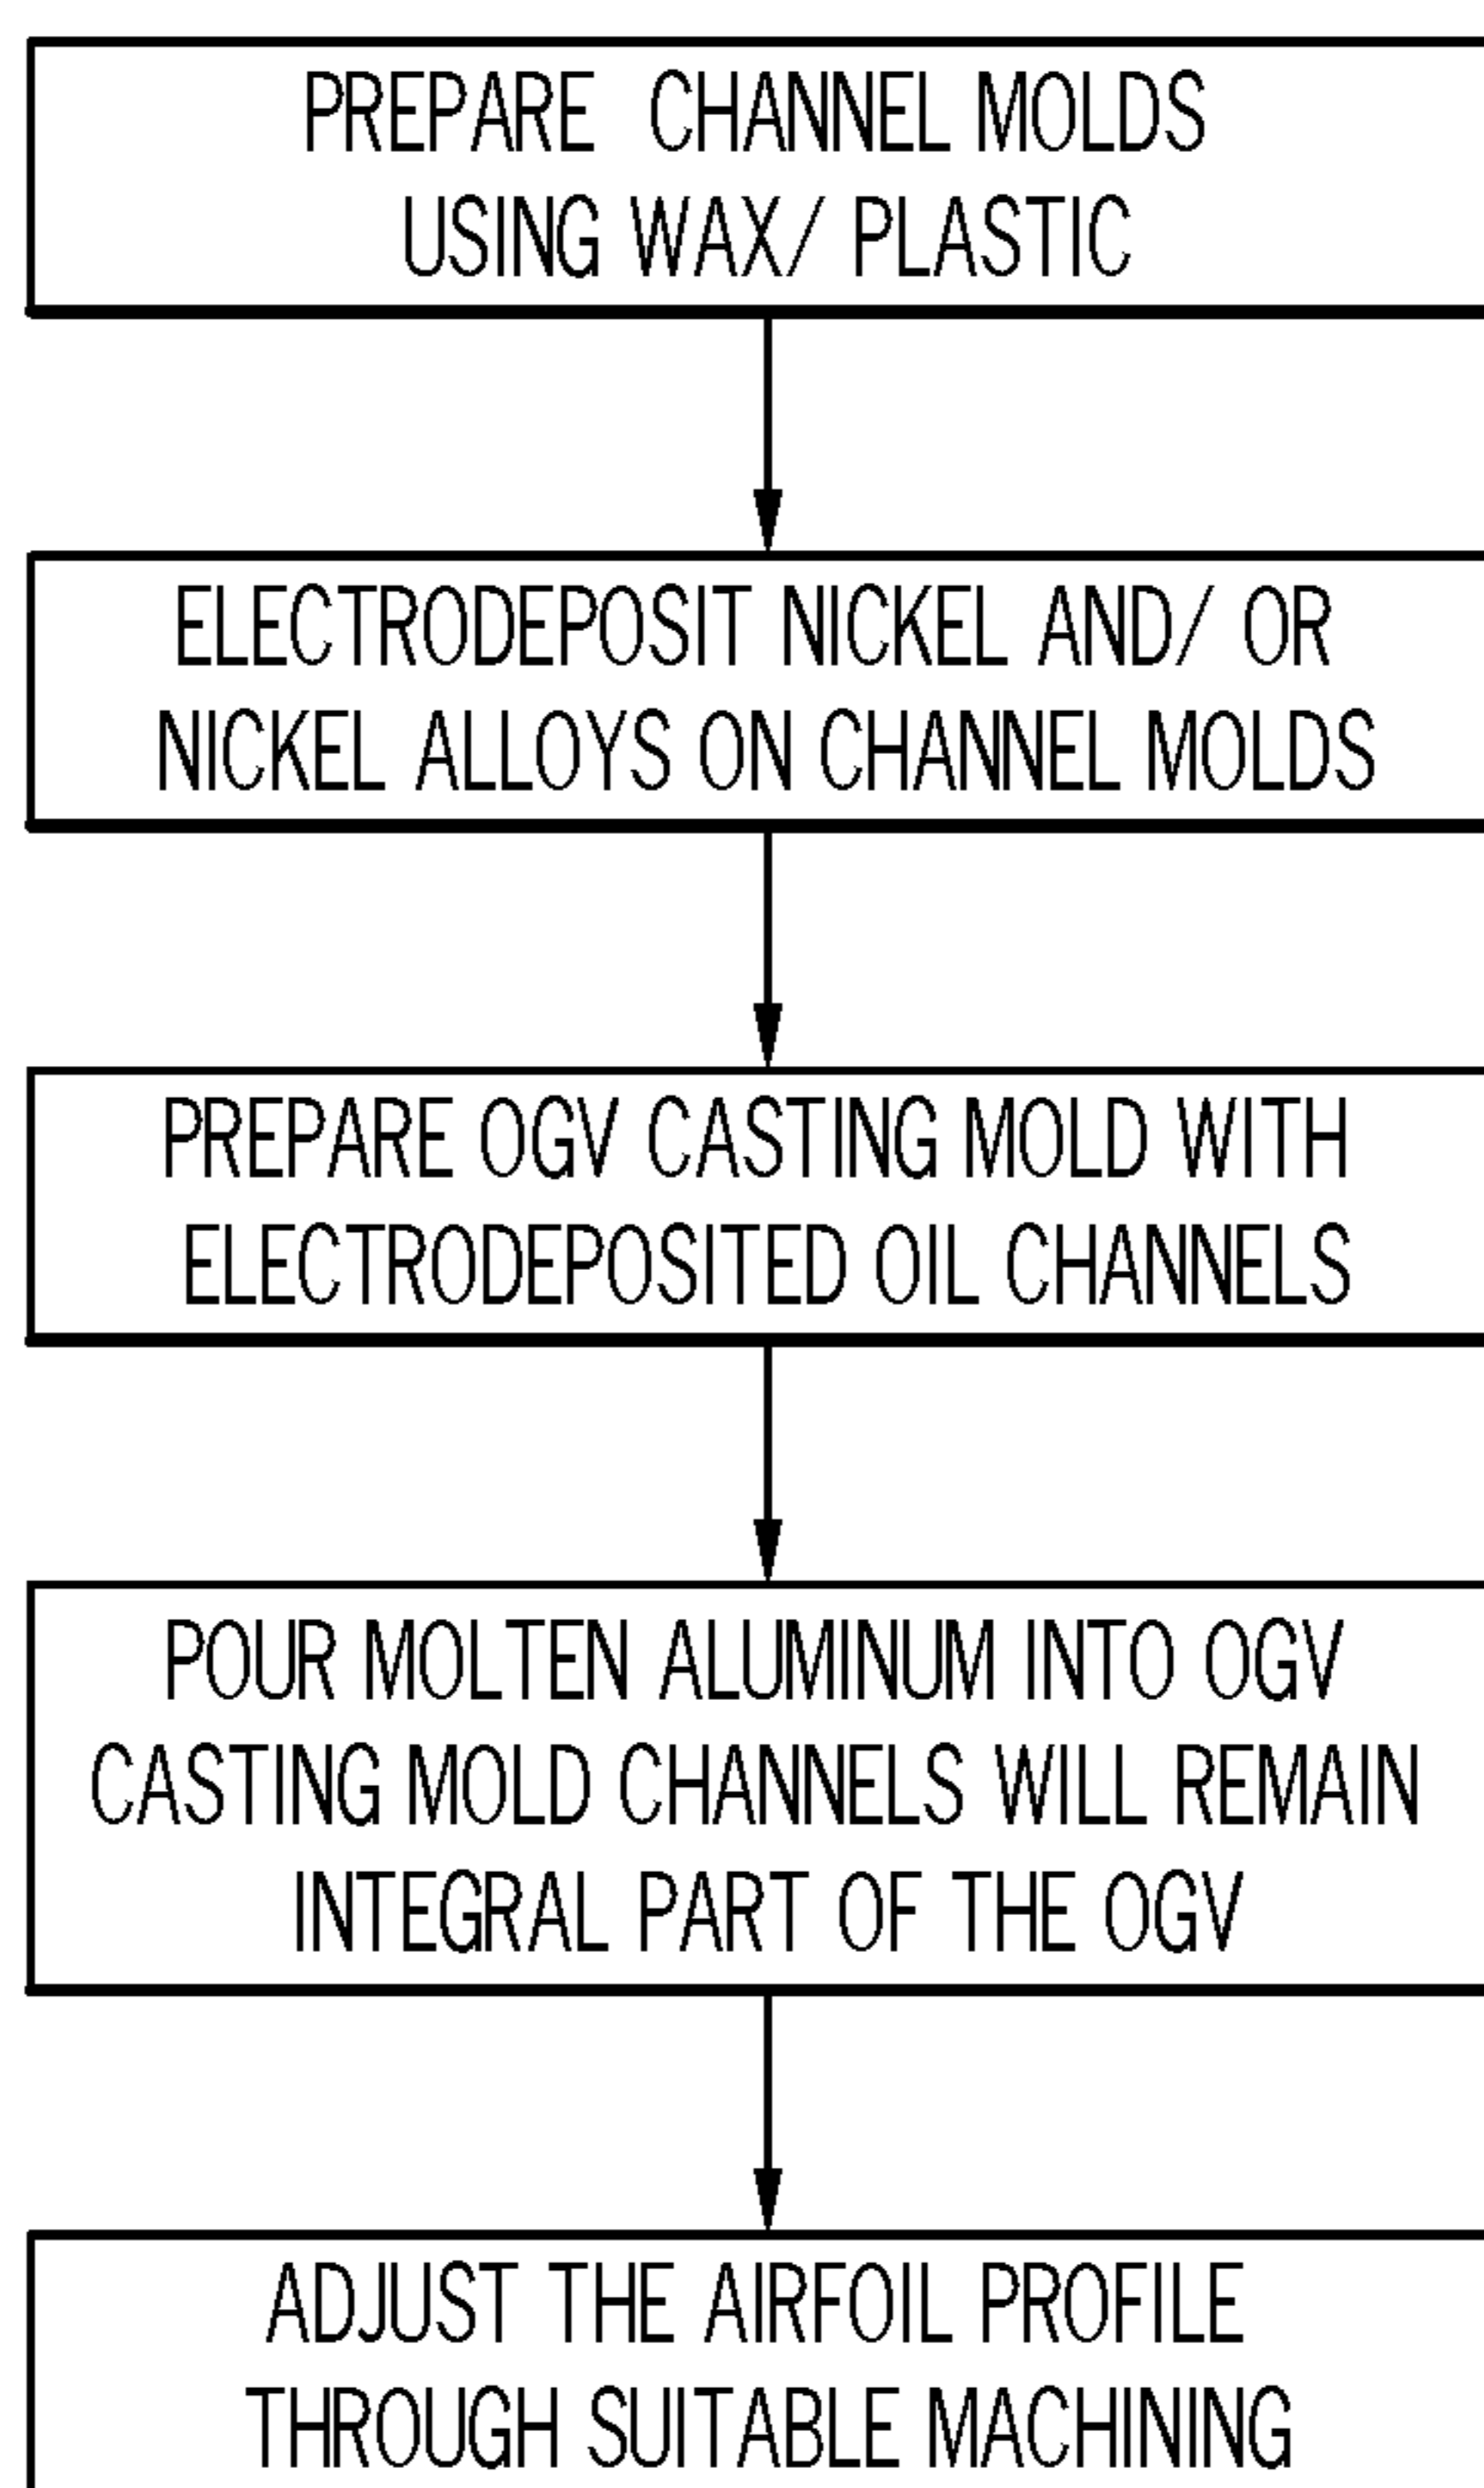 PREPARE CHANNEL MOLDS
USING WAX/ PLASTIC
ELECTRODEPOSIT NICKEL AND/ OR
NICKEL ALLOYS ON CHANNEL MOLDS
PREPARE OGV CASTING MOLD WITH
ELECTRODEPOSITED OIL CHANNELS
POUR MOLTEN ALUMINUM INTO OGV
CASTING MOLD CHANNELS WILL REMAIN
INTEGRAL PART OF THE OGV
ADJUST THE AIRFOIL PROFILE
THROUGH SUITABLE MACHINING